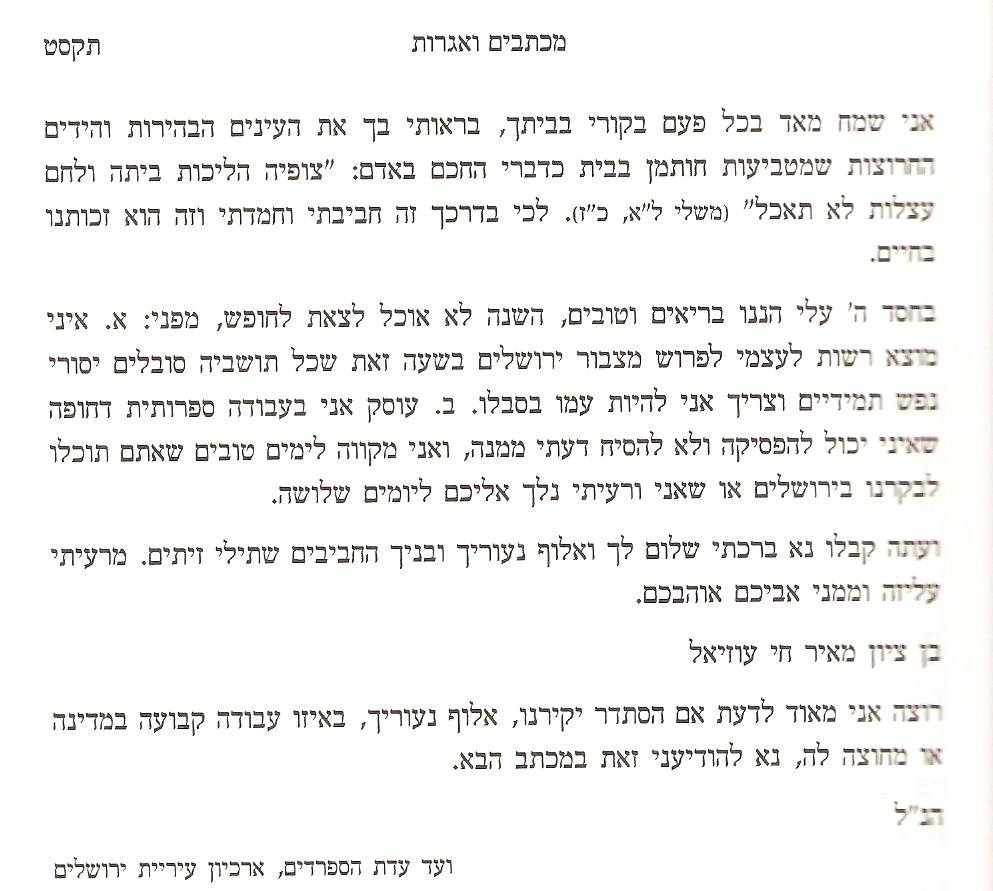 מכתבים ואגרות תקסט
אני שמח מאד בכל פעם בקורי בביתך, בראותי בך את העינים הבהירות והידים
החרוצות שמטביעות חותמן בבית כדברי החכם באדם: "צופיה הליכות ביתה ולחם
עצלות לא תאכל" (משלי ל"א, כ"ז). לכי בדרכך זה חביבתי וחמדתי וזה הוא זכותנו
בחיים.
בחסד ה' עלי הננו בריאים וטובים, השנה לא אוכל לצאת לחופש, מפני: א. איני
מוצא רשות לעצמי לפרוש מצבור ירושלים בשעה זאת שכל תושביה סובלים יסורי
נפש תמידיים וצריך אני להיות עמו בסבלו. ב. עוסק אני בעבודה ספרותית דחופה
שאיני יכול להפסיקה ולא להסיח דעתי ממנה, ואני מקווה לימים טובים שאתם תוכלו
לבקרנו בירושלים או שאני ורעיתי נלך אליכם ליומים שלושה.
ועתה קבלו נא ברכתי שלום לך ואלוף נעוריך ובניך החביבים שתילי זיתים. מרעיתי
עליזה וממני אביכם אוהבכם.
בן ציון מאיר חי עוזיאל
רוצה אני מאוד לדעת אם הסתדר יקירנו, אלוף נעוריך, באיזו עבודה קבועה במדינה
או מחוצה לה, נא להודיעני זאת במכתב הבא.
הנ"ל
ועד עדת הספרדים, ארכיון עיריית ירושלים